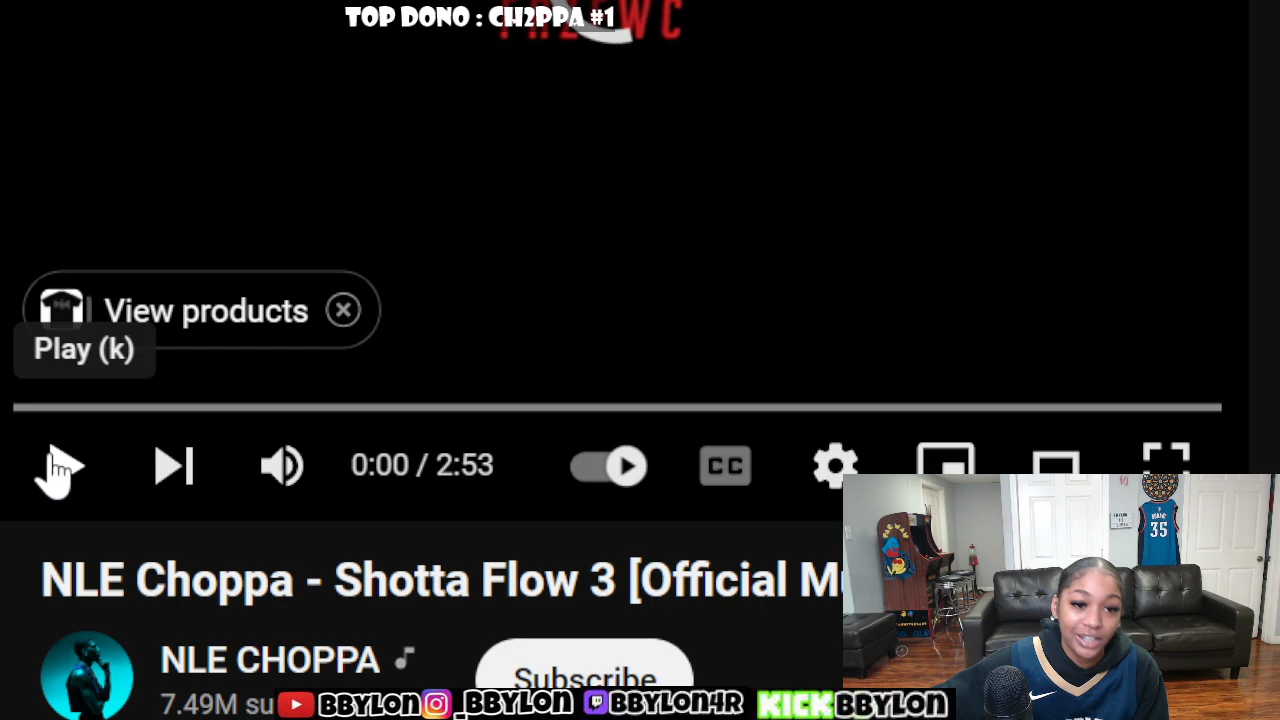 TOP DONO : CH2PPA #1
View products
Play (k)
0:00 / 2:53
CC
NLE Choppa - Shotta Flow 3 [Official M
NLE CHOPPA
Subscribe
7.49M su
BBYLON _BBYLON BBYLON4R KICK BBYLON
35